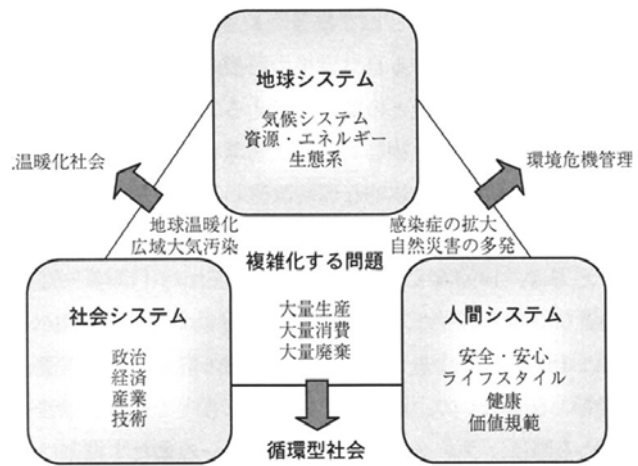 地球システム
気候システム
資源・エネルギー
生態系
温暖化社会
環境危機管理
地球温暖化
広域大気汚染
感染症の拡大
自然災害の多発
複雑化する問題
社会システム
政治
経済
産業
技術
大量生産
大量消費
大量廃棄
人間システム
安全・安心
ライフスタイル
健康
価値規範
循環型社会